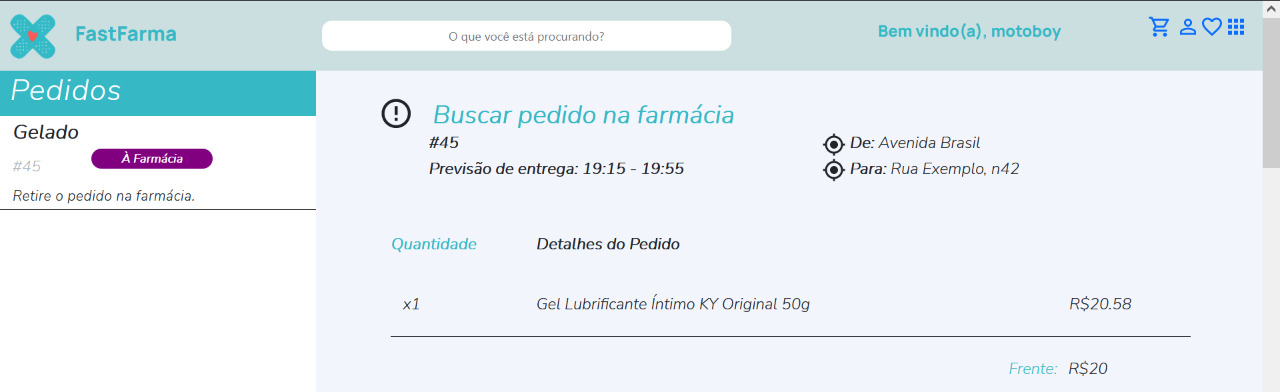 FastFarma
O que você está procurando?
Bem vindo(a), motoboy
Pedidos
Gelado
#45
À Farmácia
Retire o pedido na farmácia.
Buscar pedido na farmácia
#45
De: Avenida Brasil
Previsão de entrega: 19:15 - 19:55
Para: Rua Exemplo, n42
Quantidade Detalhes do Pedido
x1 Gel Lubrificante Íntimo KY Original 50g R$20.58
Frente: R$20